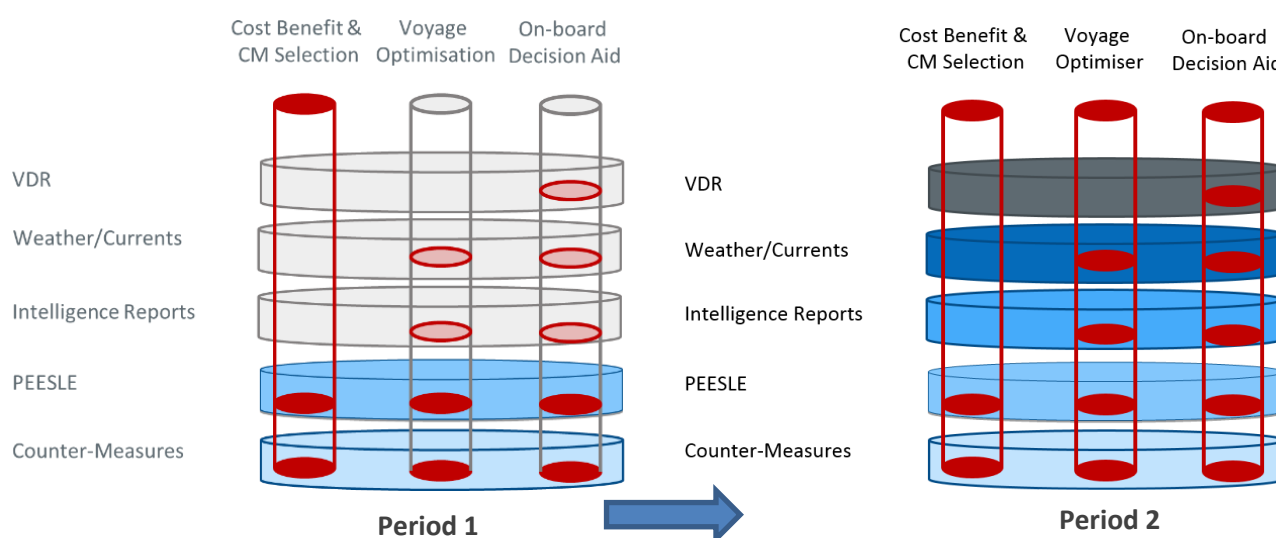 Cost Benefit &
CM Selection
Voyage
Optimisation
On-board
Decision Aid
VDR
Weather/Currents
Intelligence Reports
PEESLE
Counter-Measures
Period 1
Cost Benefit &
CM Selection
Voyage
Optimiser
On-board
Decision Aid
VDR
Weather/Currents
Intelligence Reports
PEESLE
Counter-Measures
Period 2